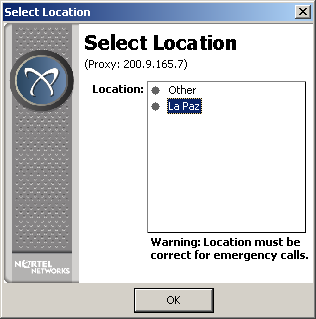 Select Location
Select Location
(Proxy: 200.9.165.7)
Location:
Other
La Paz
Warning: Location must be
correct for emergency calls.
NORTEL
NETWORKS
OK